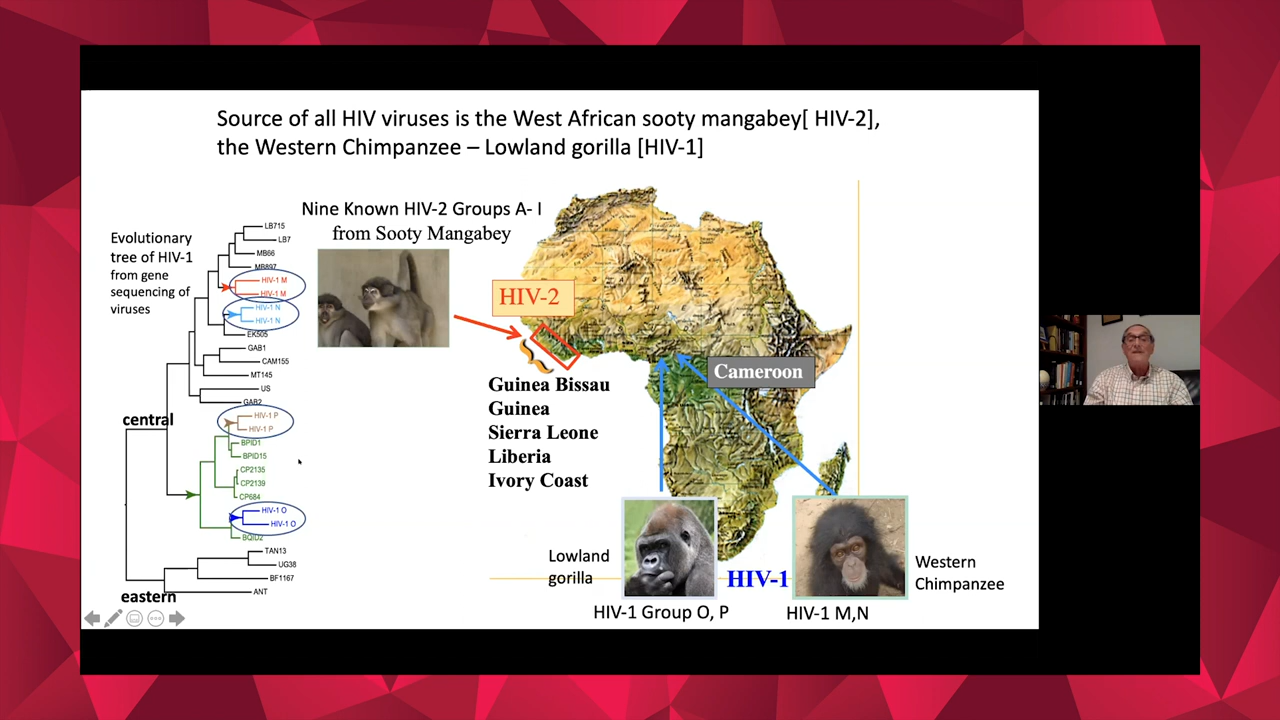 Source of all HIV viruses is the West African sooty mangabey[ HIV-2],
the Western Chimpanzee – Lowland gorilla [HIV-1]
Nine Known HIV-2 Groups A- I
from Sooty Mangabey
Evolutionary
tree of HIV-1
from gene
sequencing of
viruses
LB715
LB7
MB66
MB897
HIV-1 M
HIV-1 M
HIV-1 N
HIV-1 N
EK505
GAB1
CAM155
MT145
US
GAB2
central
HIV-1 P
HIV-1 P
BPID1
BPID15
CP2135
CP2139
CP684
HIV-1 O
HIV-1 O
BQID2
TAN13
UG38
BF1167
ANT
eastern
HIV-2
Guinea Bissau
Guinea
Sierra Leone
Liberia
Ivory Coast
Cameroon
Lowland
gorilla
HIV-1
Western
Chimpanzee
HIV-1 Group O, P
HIV-1 M,N